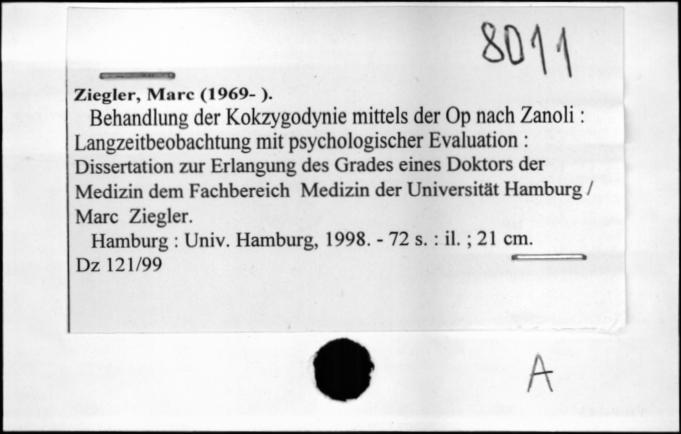 8011
Ziegler, Marc (1969- ).
Behandlung der Kokzygodynie mittels der Op nach Zanoli :
Langzeitbeobachtung mit psychologischer Evaluation :
Dissertation zur Erlangung des Grades eines Doktors der
Medizin dem Fachbereich Medizin der Universität Hamburg /
Marc Ziegler.
Hamburg : Univ. Hamburg, 1998. - 72 s. : il. ; 21 cm.
Dz 121/99
A